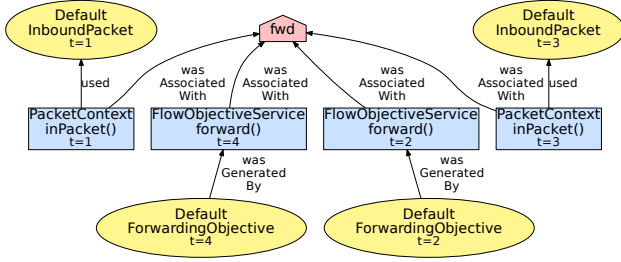 Default
InboundPacket
t=1
fwd
Default
InboundPacket
t=3
used
was
Associated
With
was
Associated
With
was
Associated
With
was
Associated
With
used
PacketContext
inPacket()
t=1
FlowObjectiveService
forward()
t=4
FlowObjectiveService
forward()
t=2
PacketContext
inPacket()
t=3
was
Generated
By
was
Generated
By
Default
ForwardingObjective
t=4
Default
ForwardingObjective
t=2